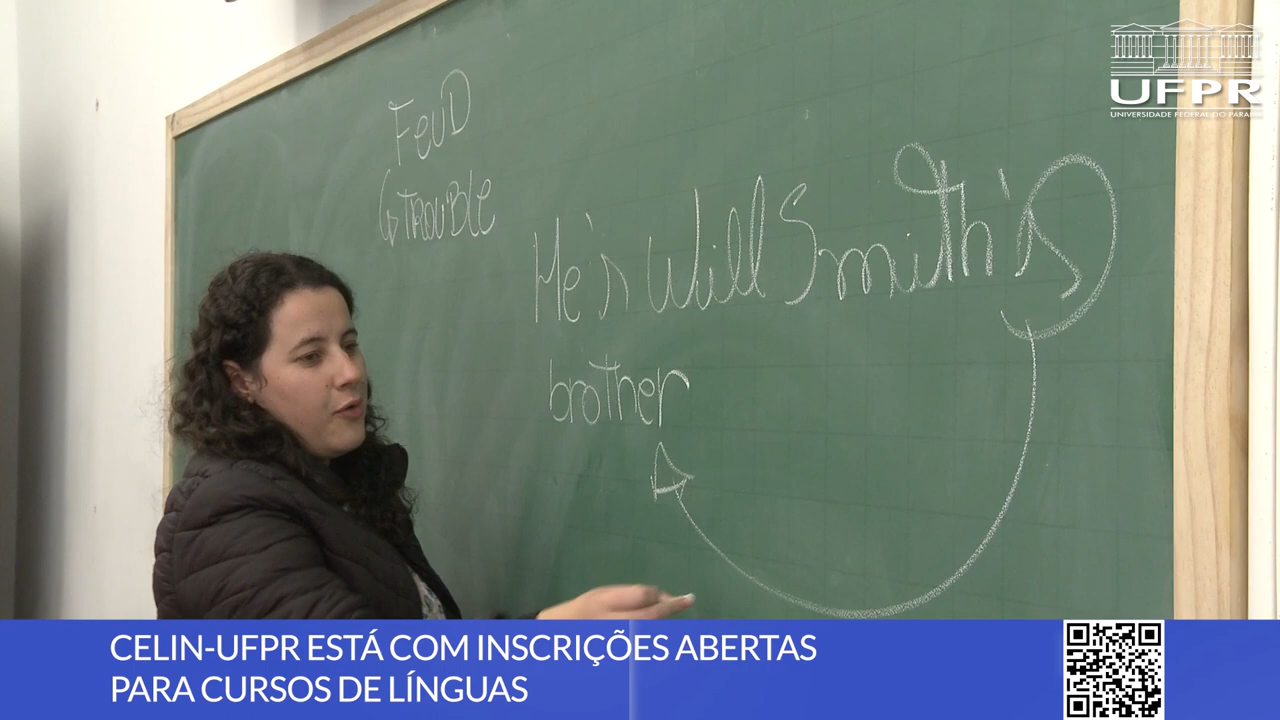 FeuD
TROUBLE
He's Will Smith's
brother
UFPR
UNIVERSIDADE FEDERAL DO PARANÁ
CELIN-UFPR ESTÁ COM INSCRIÇÕES ABERTAS
PARA CURSOS DE LÍNGUAS